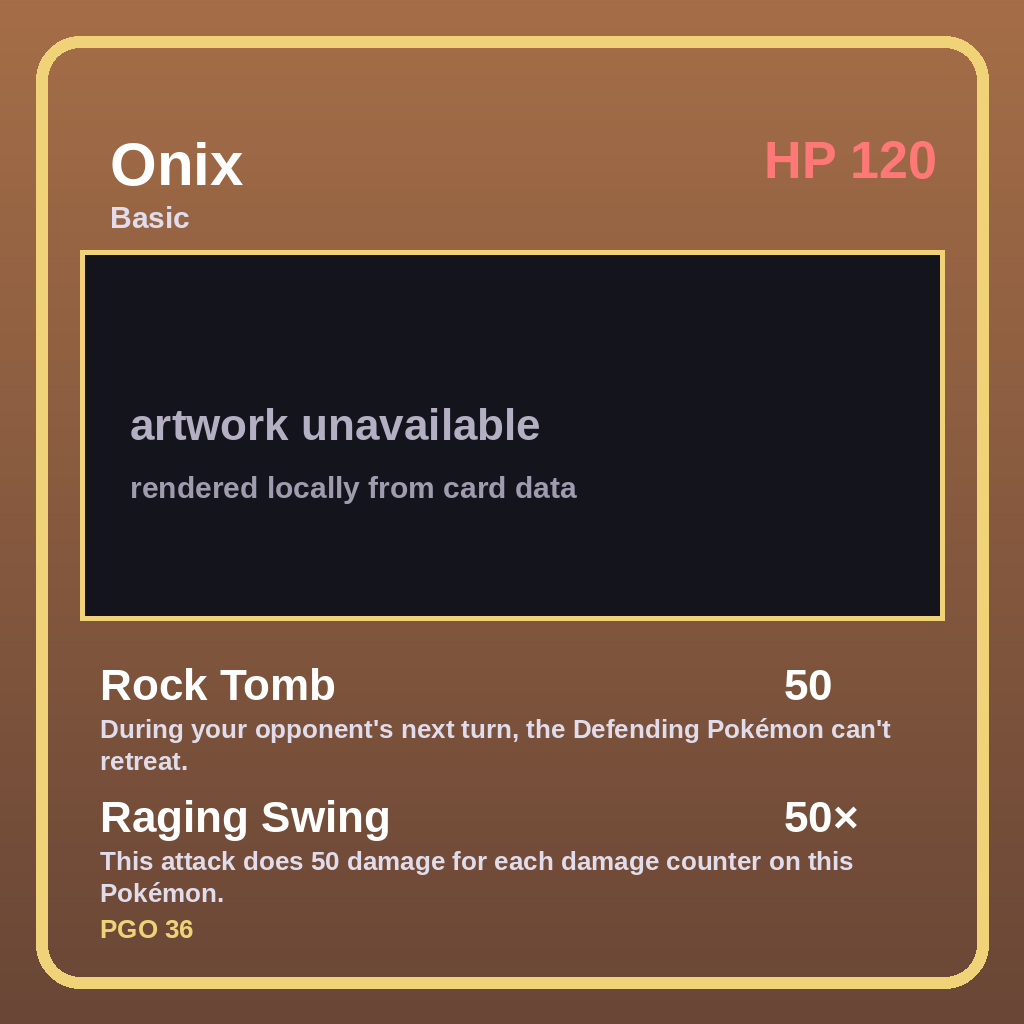 Onix
HP 120
Basic
artwork unavailable
rendered locally from card data
Rock Tomb 50
During your opponent's next turn, the Defending Pokémon can't
retreat.
Raging Swing 50×
This attack does 50 damage for each damage counter on this
Pokémon.
PGO 36